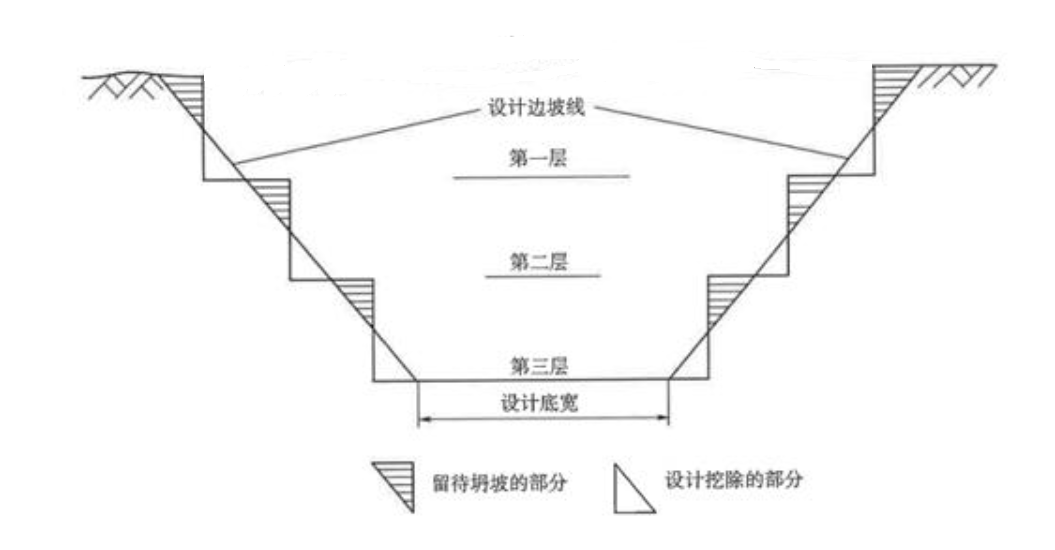 设计边坡线
第一层
第二层
第三层
设计底宽
留待坍坡的部分
设计挖除的部分